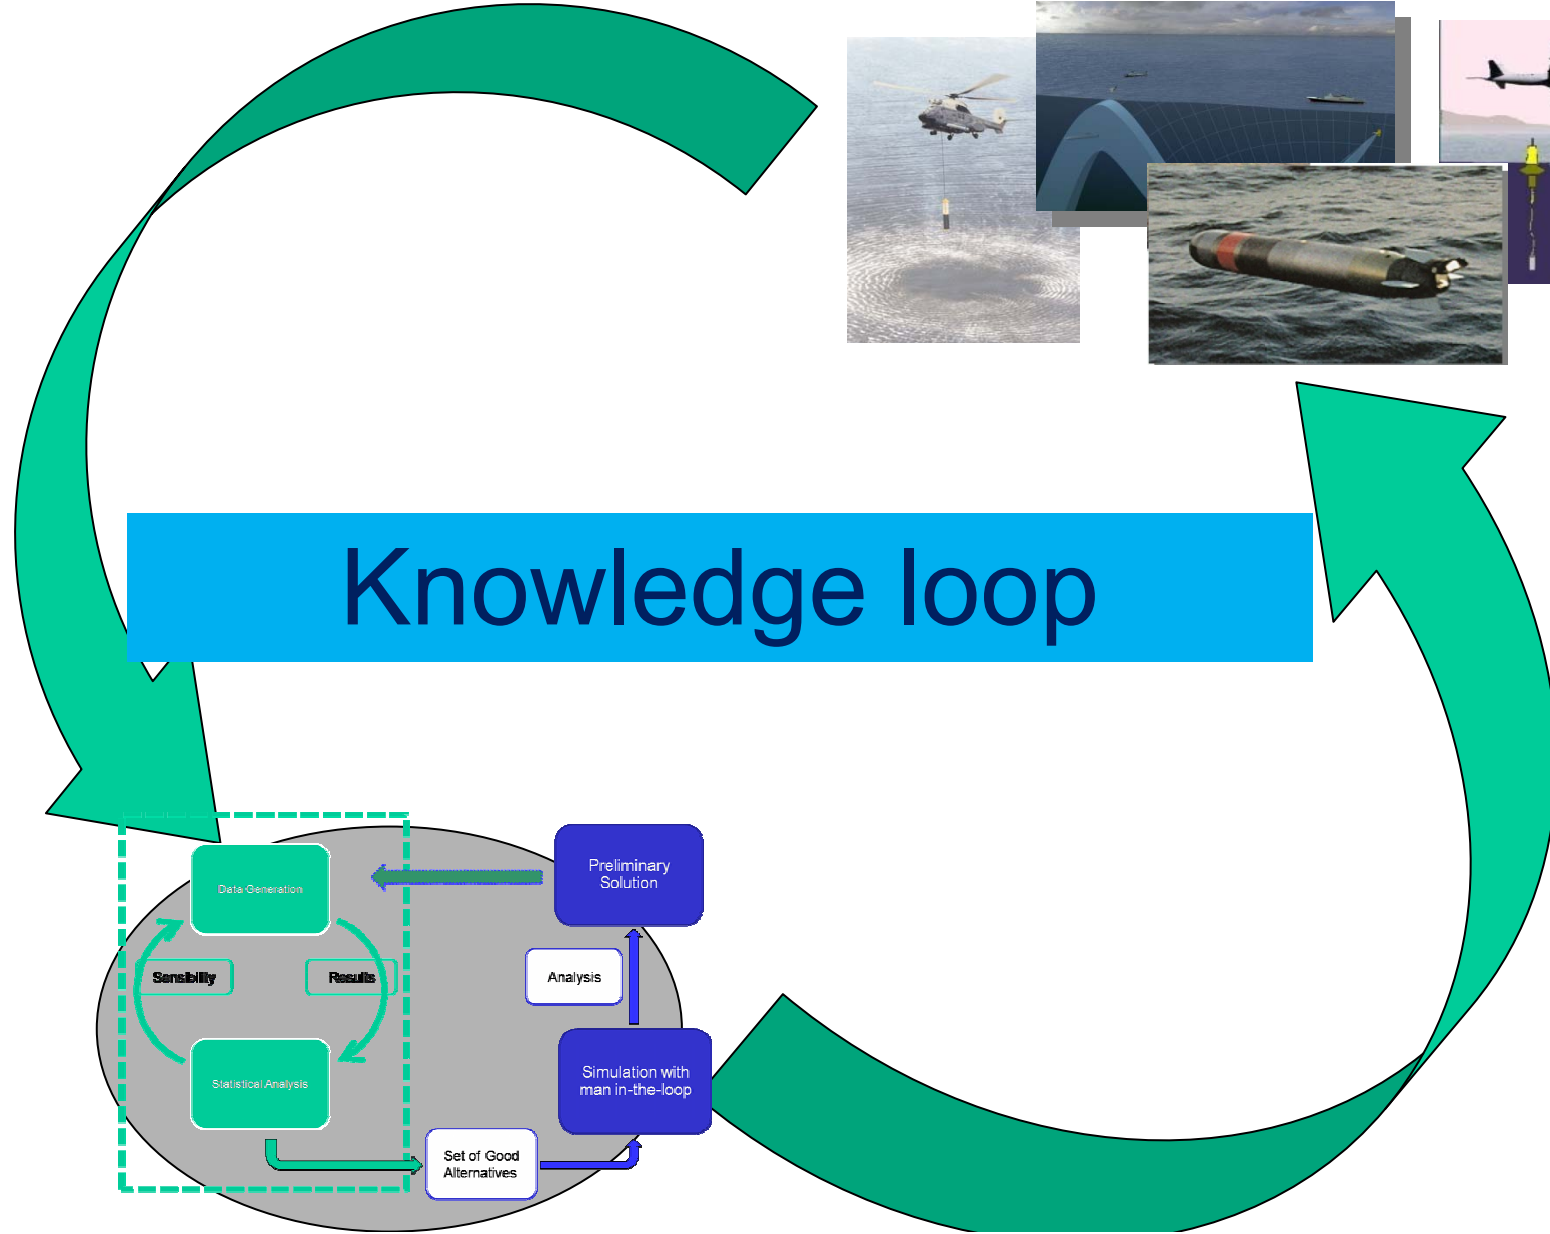 Knowledge loop
Preliminary
Solution
Data Generation
Analysis
Sensibility
Results
Simulation with
man in-the-loop
Statistical Analysis
Set of Good
Alternatives